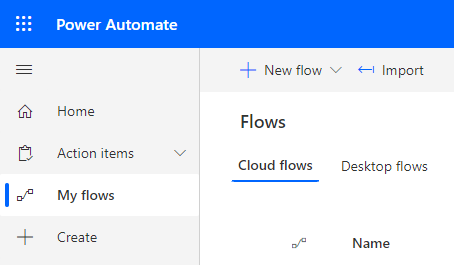 Power Automate
New flow Import
Home
Flows
Action items
Cloud flows Desktop flows
My flows
Create
Name